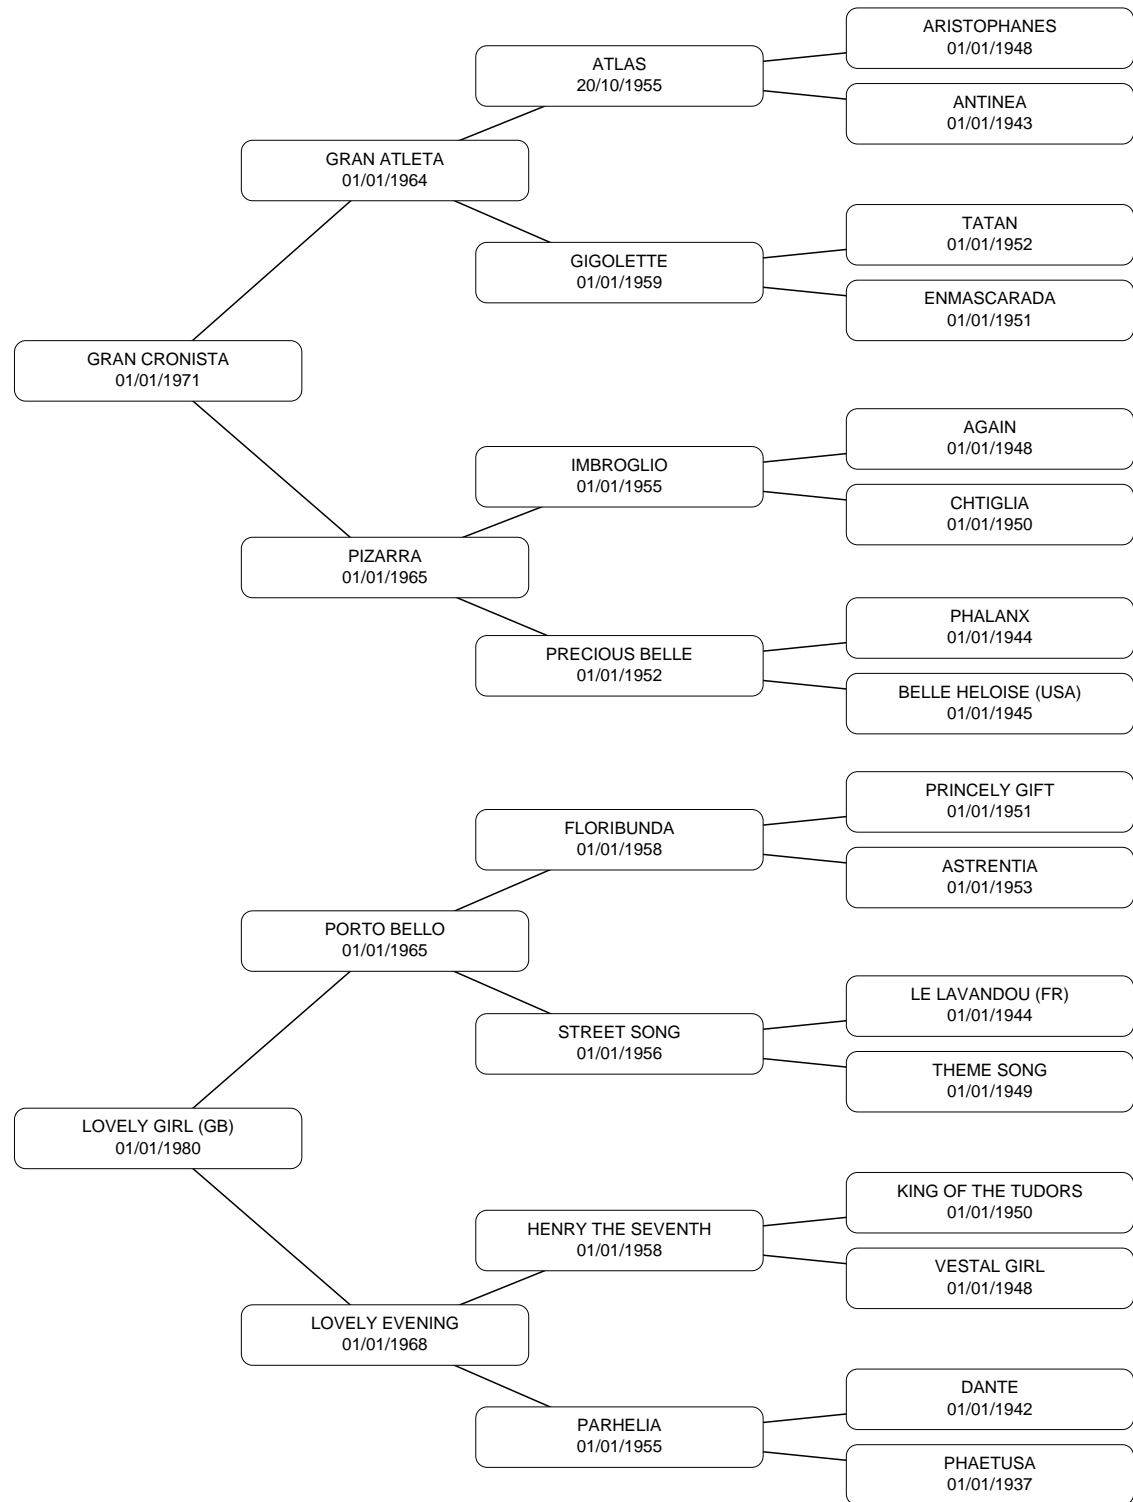 ARISTOPHANES
01/01/1948
ATLAS
20/10/1955
ANTINEA
01/01/1943
GRAN ATLETA
01/01/1964
TATAN
01/01/1952
GIGOLETTE
01/01/1959
ENMASCARADA
01/01/1951
GRAN CRONISTA
01/01/1971
AGAIN
01/01/1948
IMBROGLIO
01/01/1955
CHTIGLIA
01/01/1950
PIZARRA
01/01/1965
PHALANX
01/01/1944
PRECIOUS BELLE
01/01/1952
BELLE HELOISE (USA)
01/01/1945
PRINCELY GIFT
01/01/1951
FLORIBUNDA
01/01/1958
ASTRENTIA
01/01/1953
PORTO BELLO
01/01/1965
LE LAVANDOU (FR)
01/01/1944
STREET SONG
01/01/1956
THEME SONG
01/01/1949
LOVELY GIRL (GB)
01/01/1980
KING OF THE TUDORS
01/01/1950
HENRY THE SEVENTH
01/01/1958
VESTAL GIRL
01/01/1948
LOVELY EVENING
01/01/1968
DANTE
01/01/1942
PARHELIA
01/01/1955
PHAETUSA
01/01/1937